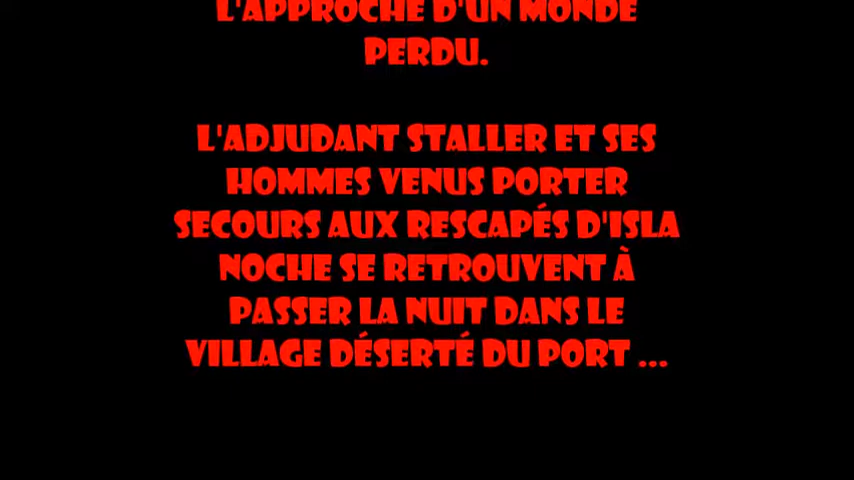 L'APPROCHE D'UN MONDE
PERDU.
L'ADJUDANT STALLER ET SES
HOMMES VENUS PORTER
SECOURS AUX RESCAPÉS D'ISLA
NOCHE SE RETROUVENT À
PASSER LA NUIT DANS LE
VILLAGE DÉSERTÉ DU PORT ...